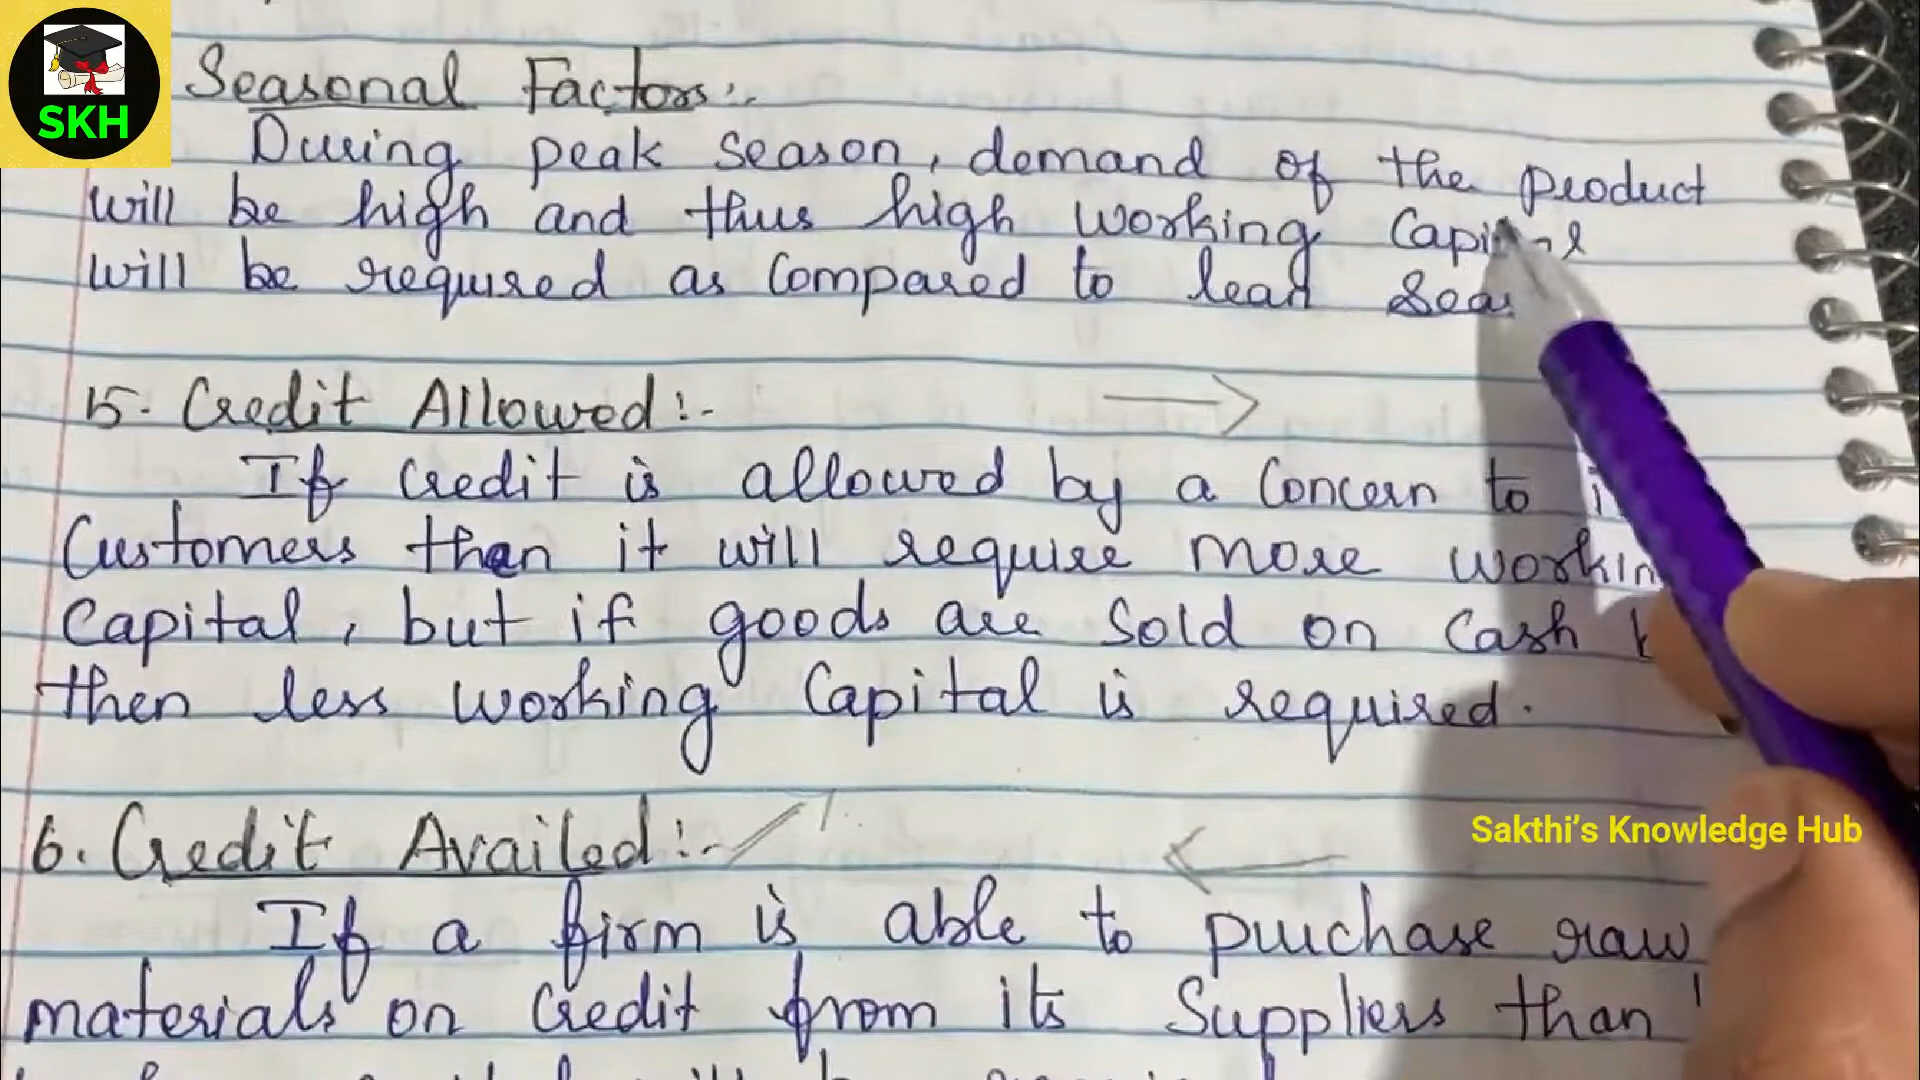 SKH
Seasonal Factors:-
During peak season, demand of the product
will be high and thus high working Capital
will be required as compared to lean
5. Credit Allowed:-
If credit is allowed by a concern to
Customers then it will require more
Capital, but if goods are sold on cash
then less working Capital is required.
Sakthi's Knowledge Hub
6. Credit Availed:-
If a firm is able to purchase raw
materials on credit from its Suppliers than